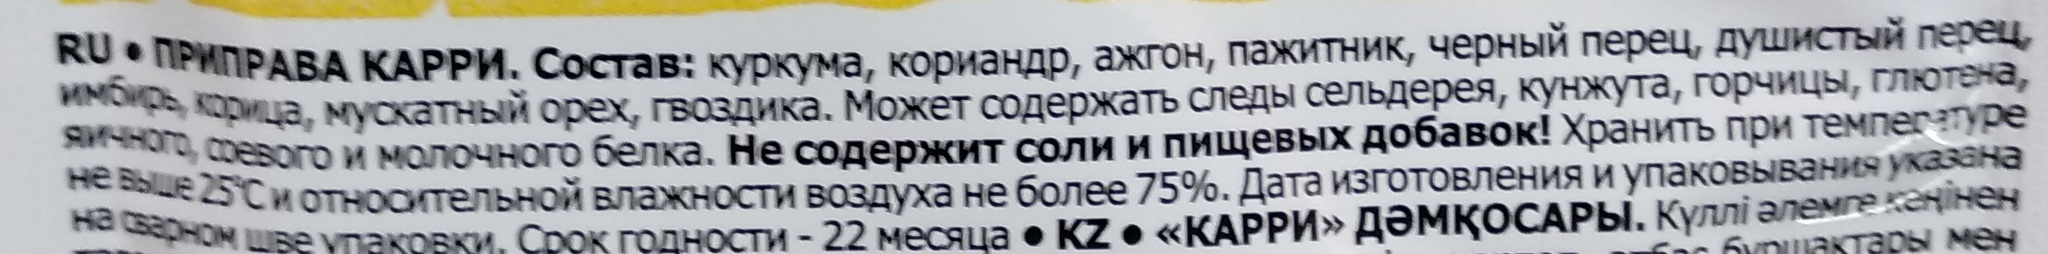 RU • ПРИПРАВА КАРРИ. Состав: куркума, кориандр, ажгон, пажитник, черный перец, душистый перец,
имбирь, корица, мускатный орех, гвоздика. Может содержать следы сельдерея, кунжута, горчицы, глютена,
яичного, соевого и молочного белка. Не содержит соли и пищевых добавок! Хранить при температуре
не выше 25°С и относительной влажности воздуха не более 75%. Дата изготовления и упаковывания указана
на сварном шве упаковки. Срок годности - 22 месяца • KZ • «КАРРИ» ДӘМҚОСАРЫ. Күллі әлемге кеңінен
бұршақтары мен